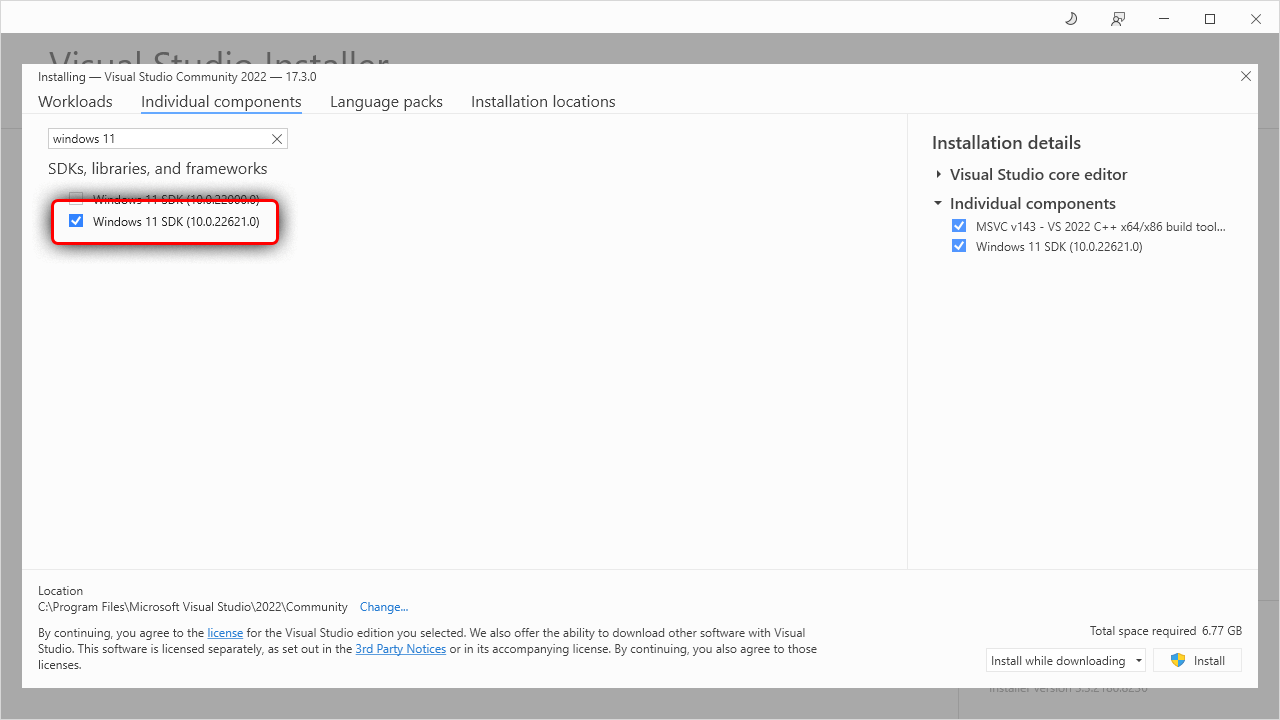 Visual Studio Installer
Installing — Visual Studio Community 2022 — 17.3.0
Workloads Individual components Language packs Installation locations
windows 11
SDKs, libraries, and frameworks
Windows 11 SDK (10.0.22000.0)
Windows 11 SDK (10.0.22621.0)
Installation details
Visual Studio core editor
Individual components
MSVC v143 - VS 2022 C++ x64/x86 build tool...
Windows 11 SDK (10.0.22621.0)
Location
C:\Program Files\Microsoft Visual Studio\2022\Community Change...
By continuing, you agree to the license for the Visual Studio edition you selected. We also offer the ability to download other software with Visual
Studio. This software is licensed separately, as set out in the 3rd Party Notices or in its accompanying license. By continuing, you also agree to those
licenses.
Total space required 6.77 GB
Install while downloading Install
Installer version